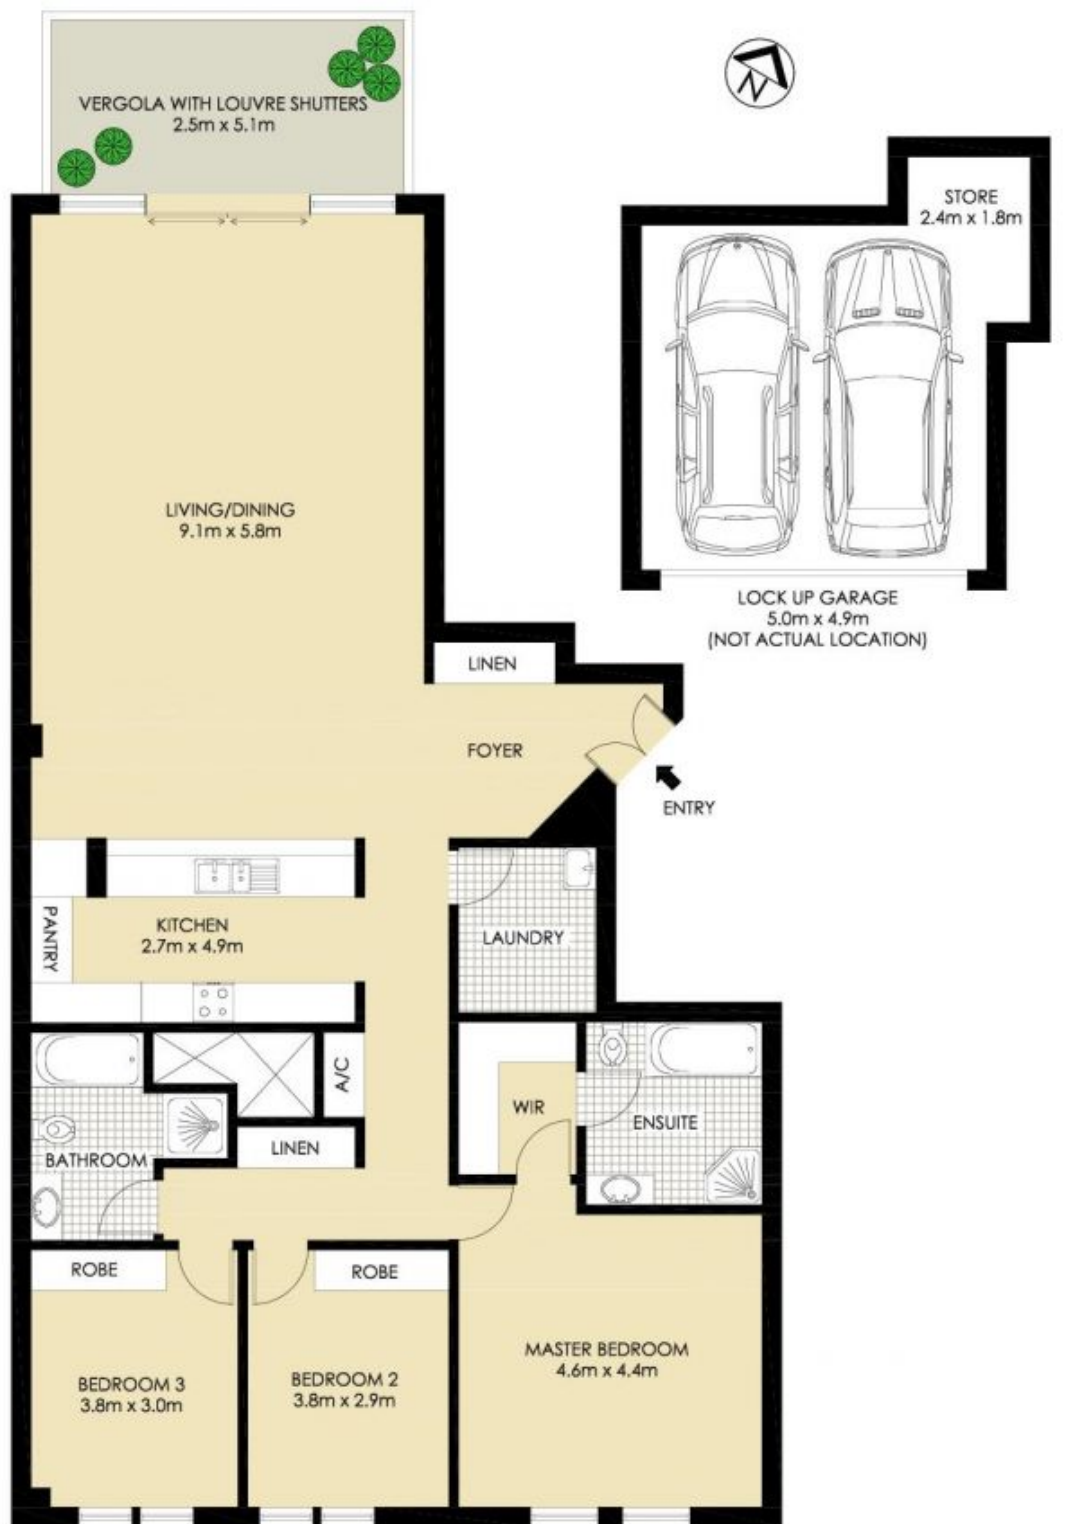 VERGOLA WITH LOUVRE SHUTTERS
2.5m x 5.1m
N
STORE
2.4m x 1.8m
LIVING/DINING
9.1m x 5.8m
LOCK UP GARAGE
5.0m x 4.9m
(NOT ACTUAL LOCATION)
LINEN
FOYER
ENTRY
KITCHEN
2.7m x 4.9m
PANTRY
LAUNDRY
A/C
WIR
ENSUITE
LINEN
BATHROOM
ROBE
ROBE
MASTER BEDROOM
4.6m x 4.4m
BEDROOM 3
3.8m x 3.0m
BEDROOM 2
3.8m x 2.9m